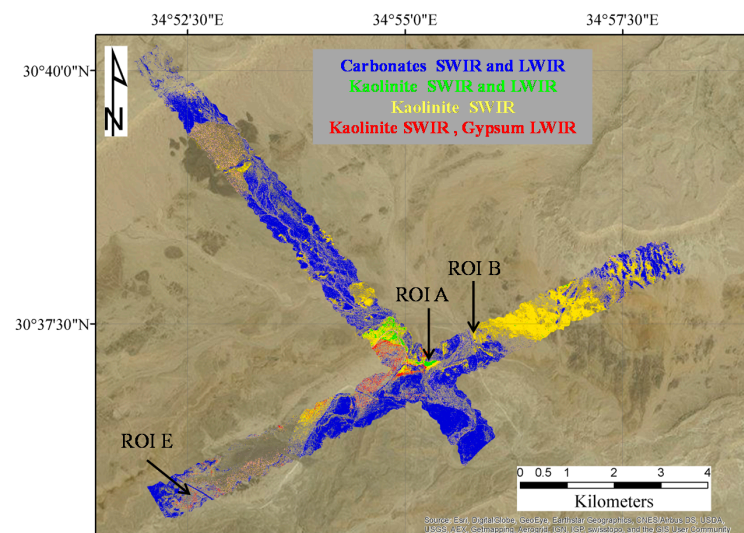 34°52'30"E 34°55'0"E 34°57'30"E
30°40'0"N
N
Carbonates SWIR and LWIR
Kaolinite SWIR and LWIR
Kaolinite SWIR
Kaolinite SWIR , Gypsum LWIR
ROI B
ROI A
30°37'30"N
ROI E
0 0.5 1 2 3 4
Kilometers
Source: Esri, DigitalGlobe, GeoEye, Earthstar Geographics, CNES/Airbus DS, USDA,
USGS, AEX, Getmapping, Aerogrid, IGN, IGP, swisstopo, and the GIS User Community